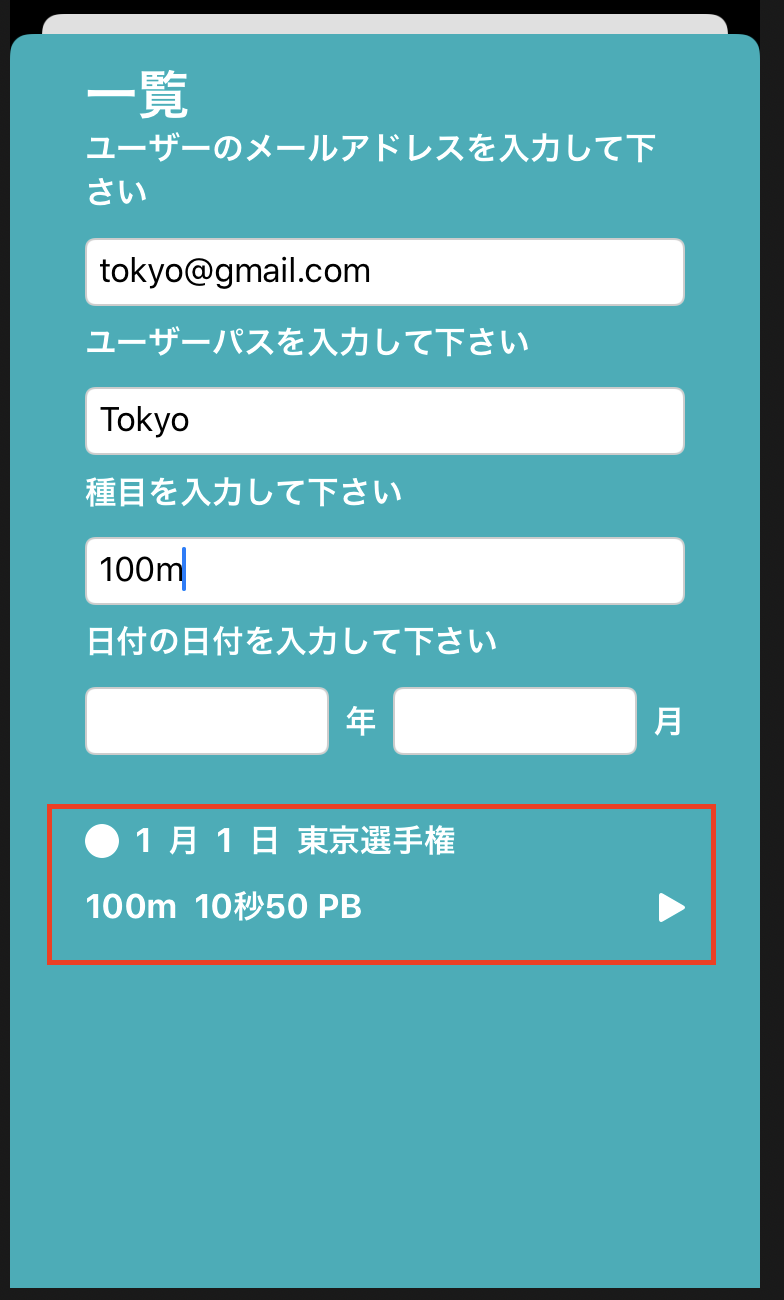 一覧
ユーザーのメールアドレスを入力して下
さい
tokyo@gmail.com
ユーザーパスを入力して下さい
Tokyo
種目を入力して下さい
100m
日付の日付を入力して下さい
年 月
1 月 1 日 東京選手権
100m 10秒50 PB